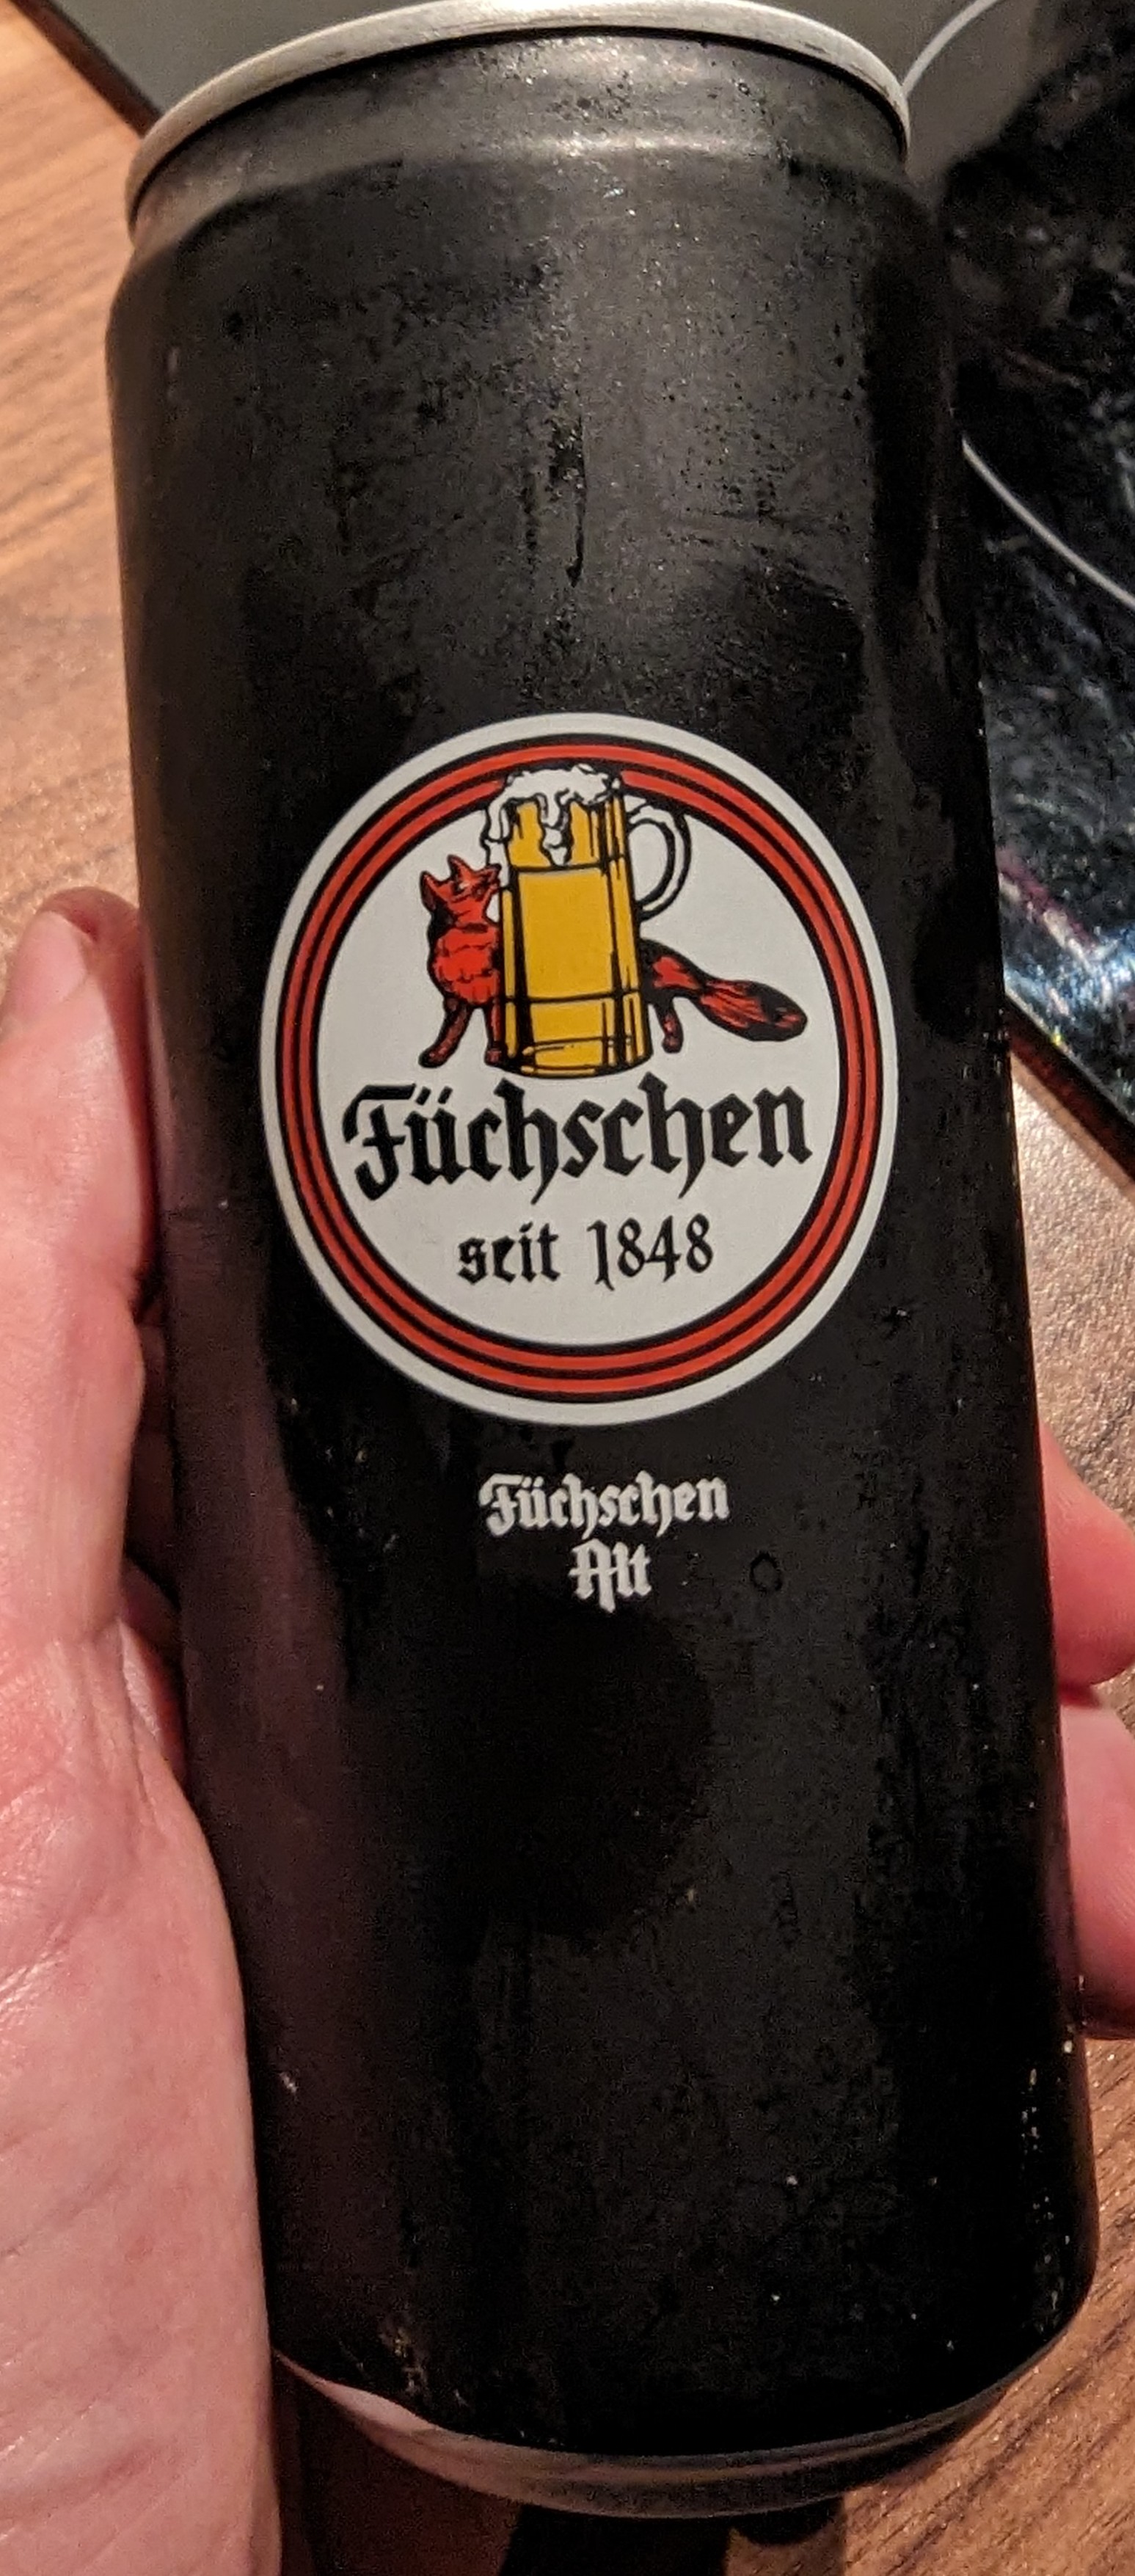 Füchschen
seit 1848
Füchschen
Alt